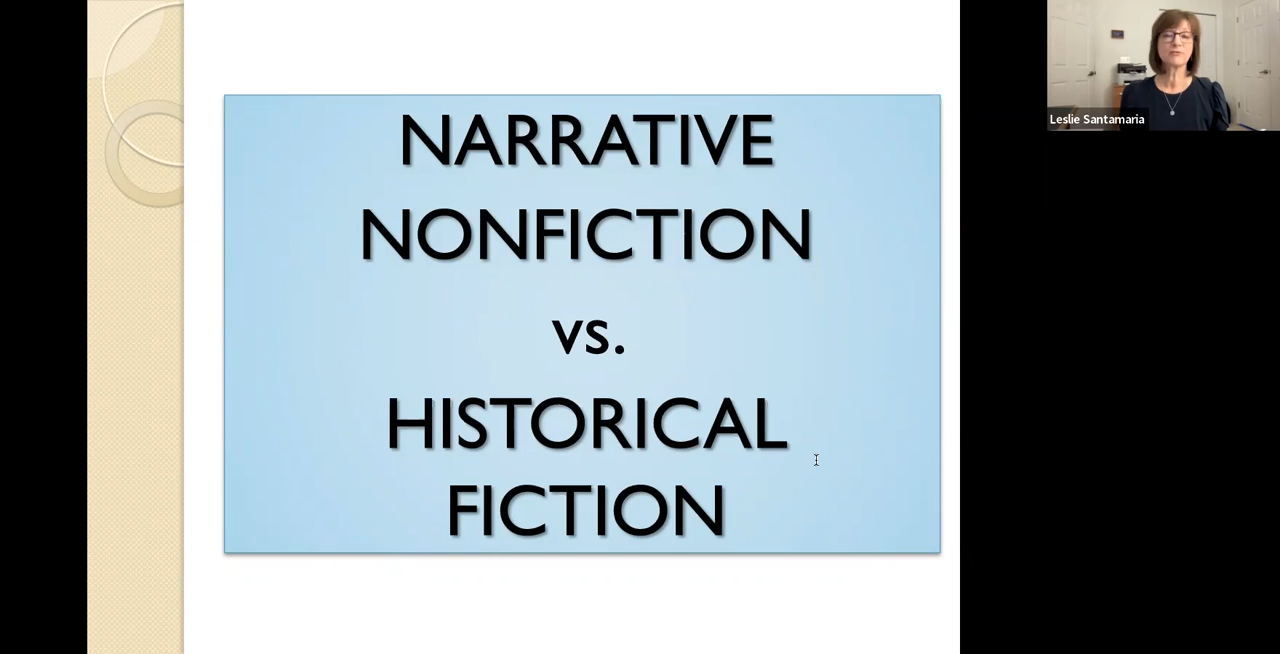 NARRATIVE
NONFICTION
vs.
HISTORICAL
FICTION
Leslie Santamaria